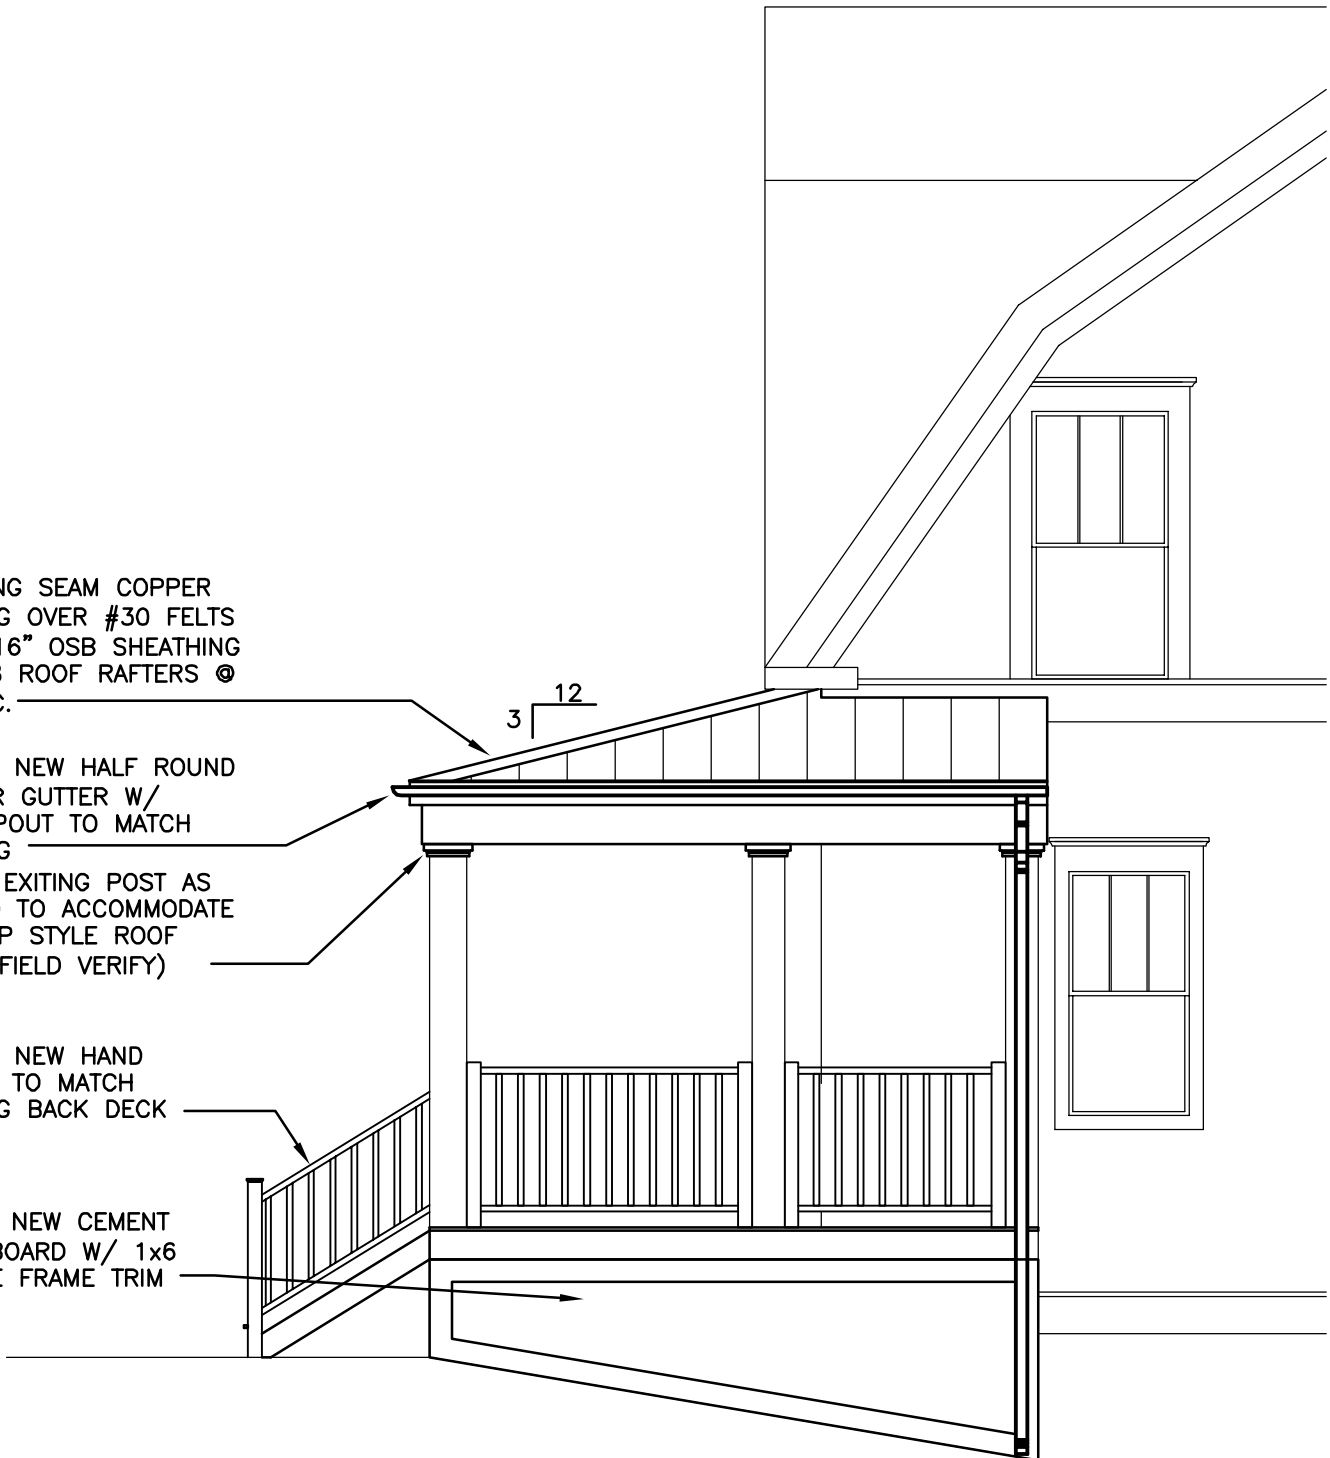 NG SEAM COPPER
G OVER #30 FELTS
16" OSB SHEATHING
ROOF RAFTERS @
C.
12
3
NEW HALF ROUND
R GUTTER W/
POUT TO MATCH
G
EXITING POST AS
TO ACCOMMODATE
P STYLE ROOF
FIELD VERIFY)
NEW HAND
TO MATCH
G BACK DECK
NEW CEMENT
BOARD W/ 1x6
E FRAME TRIM